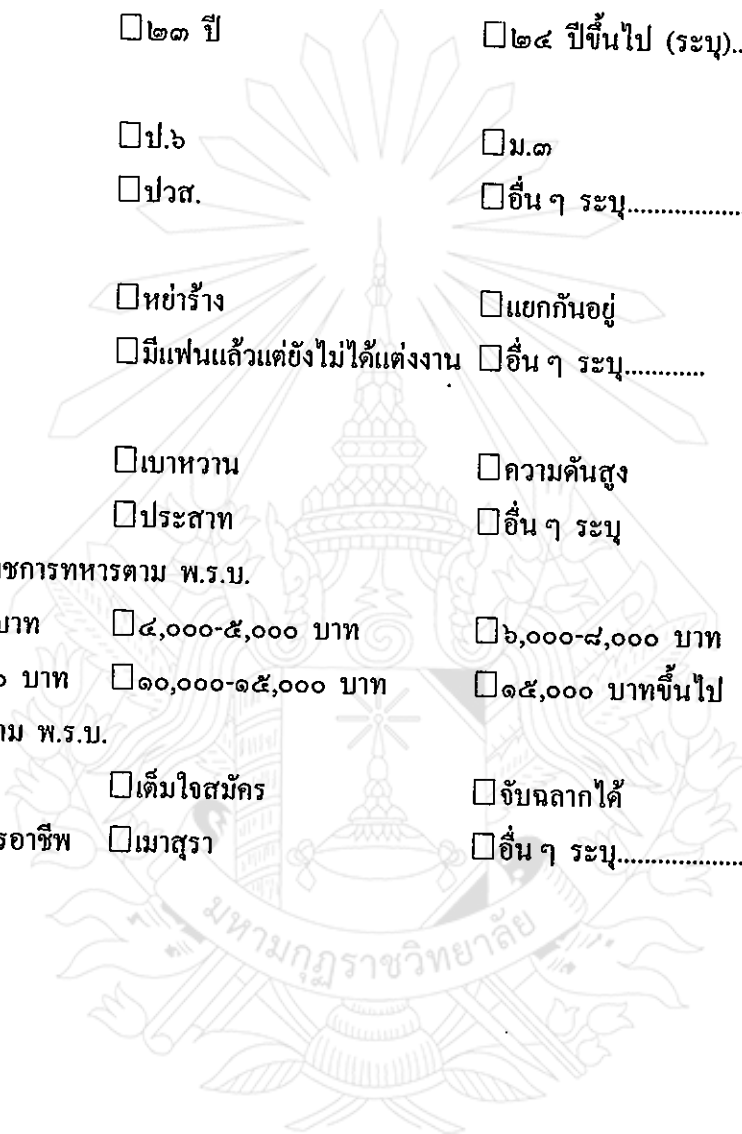 ☐๒๓ ปี ☐๒๔ ปีขึ้นไป (ระบุ)..
☐ป.๖ ☐ม.๓
☐ปวส. ☐อื่น ๆ ระบุ.................
☐หย่าร้าง ☐แยกกันอยู่
☐มีแฟนแล้วแต่ยังไม่ได้แต่งงาน ☐อื่น ๆ ระบุ............
☐เบาหวาน ☐ความดันสูง
☐ประสาท ☐อื่น ๆ ระบุ
ชการทหารตาม พ.ร.บ.
บาท ☐๔,๐๐๐-๕,๐๐๐ บาท ☐๖,๐๐๐-๘,๐๐๐ บาท
๐ บาท ☐๑๐,๐๐๐-๑๕,๐๐๐ บาท ☐๑๕,๐๐๐ บาทขึ้นไป
าม พ.ร.บ.
☐เต็มใจสมัคร ☐จับฉลากได้
รอาชีพ ☐เมาสุรา ☐อื่น ๆ ระบุ...................
มหามกุฏราชวิทยาลัย